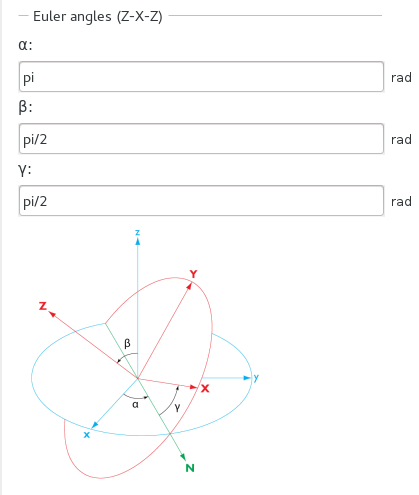 Euler angles (Z-X-Z)
α:
pi rad
β:
pi/2 rad
γ:
pi/2 rad
z
Y
Z
β
y
X
α γ
x
N